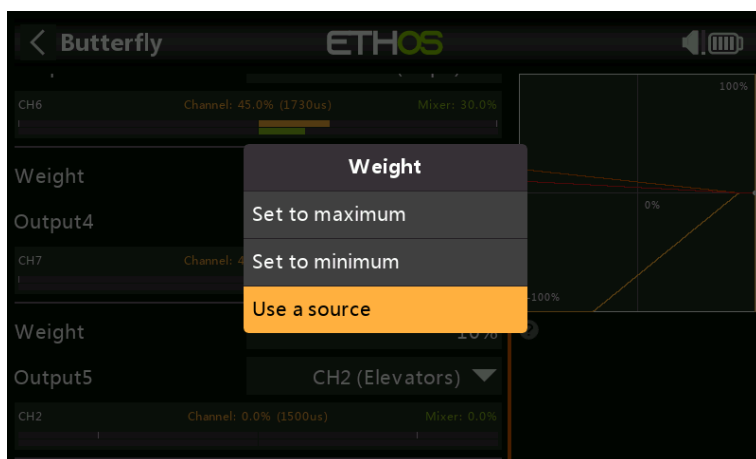 Butterfly
ETHOS
100%
CH6 Channel: 45.0% (1730us) Mixer: 30.0%
Weight
Weight
Set to maximum
Output4
0%
CH7 Channel: 4
Set to minimum
-100%
Use a source
Weight 10%
Output5 CH2 (Elevators)
CH2 Channel: 0.0% (1500us) Mixer: 0.0%